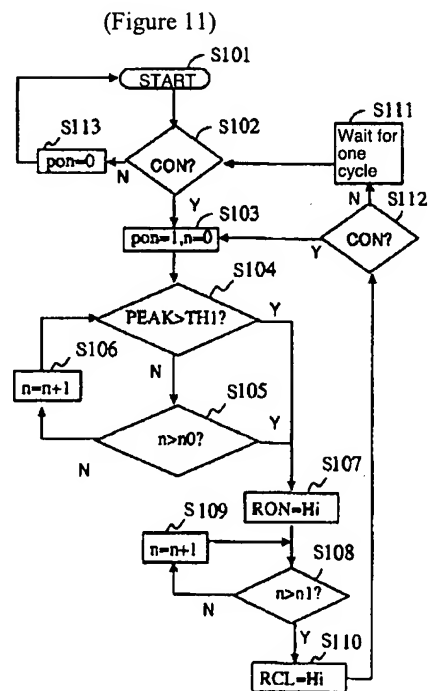 (Figure 11)
S101
START
S113
S102
S111
pon=0
N
CON?
Wait for
one
cycle
Y
S103
N
S112
pon=1,n=0
Y
CON?
S104
PEAK>TH1?
Y
S106
n=n+1
N
S105
n>n0?
Y
N
S107
RON=Hi
S109
n=n+1
S108
n>n1?
N
Y
S110
RCL=Hi